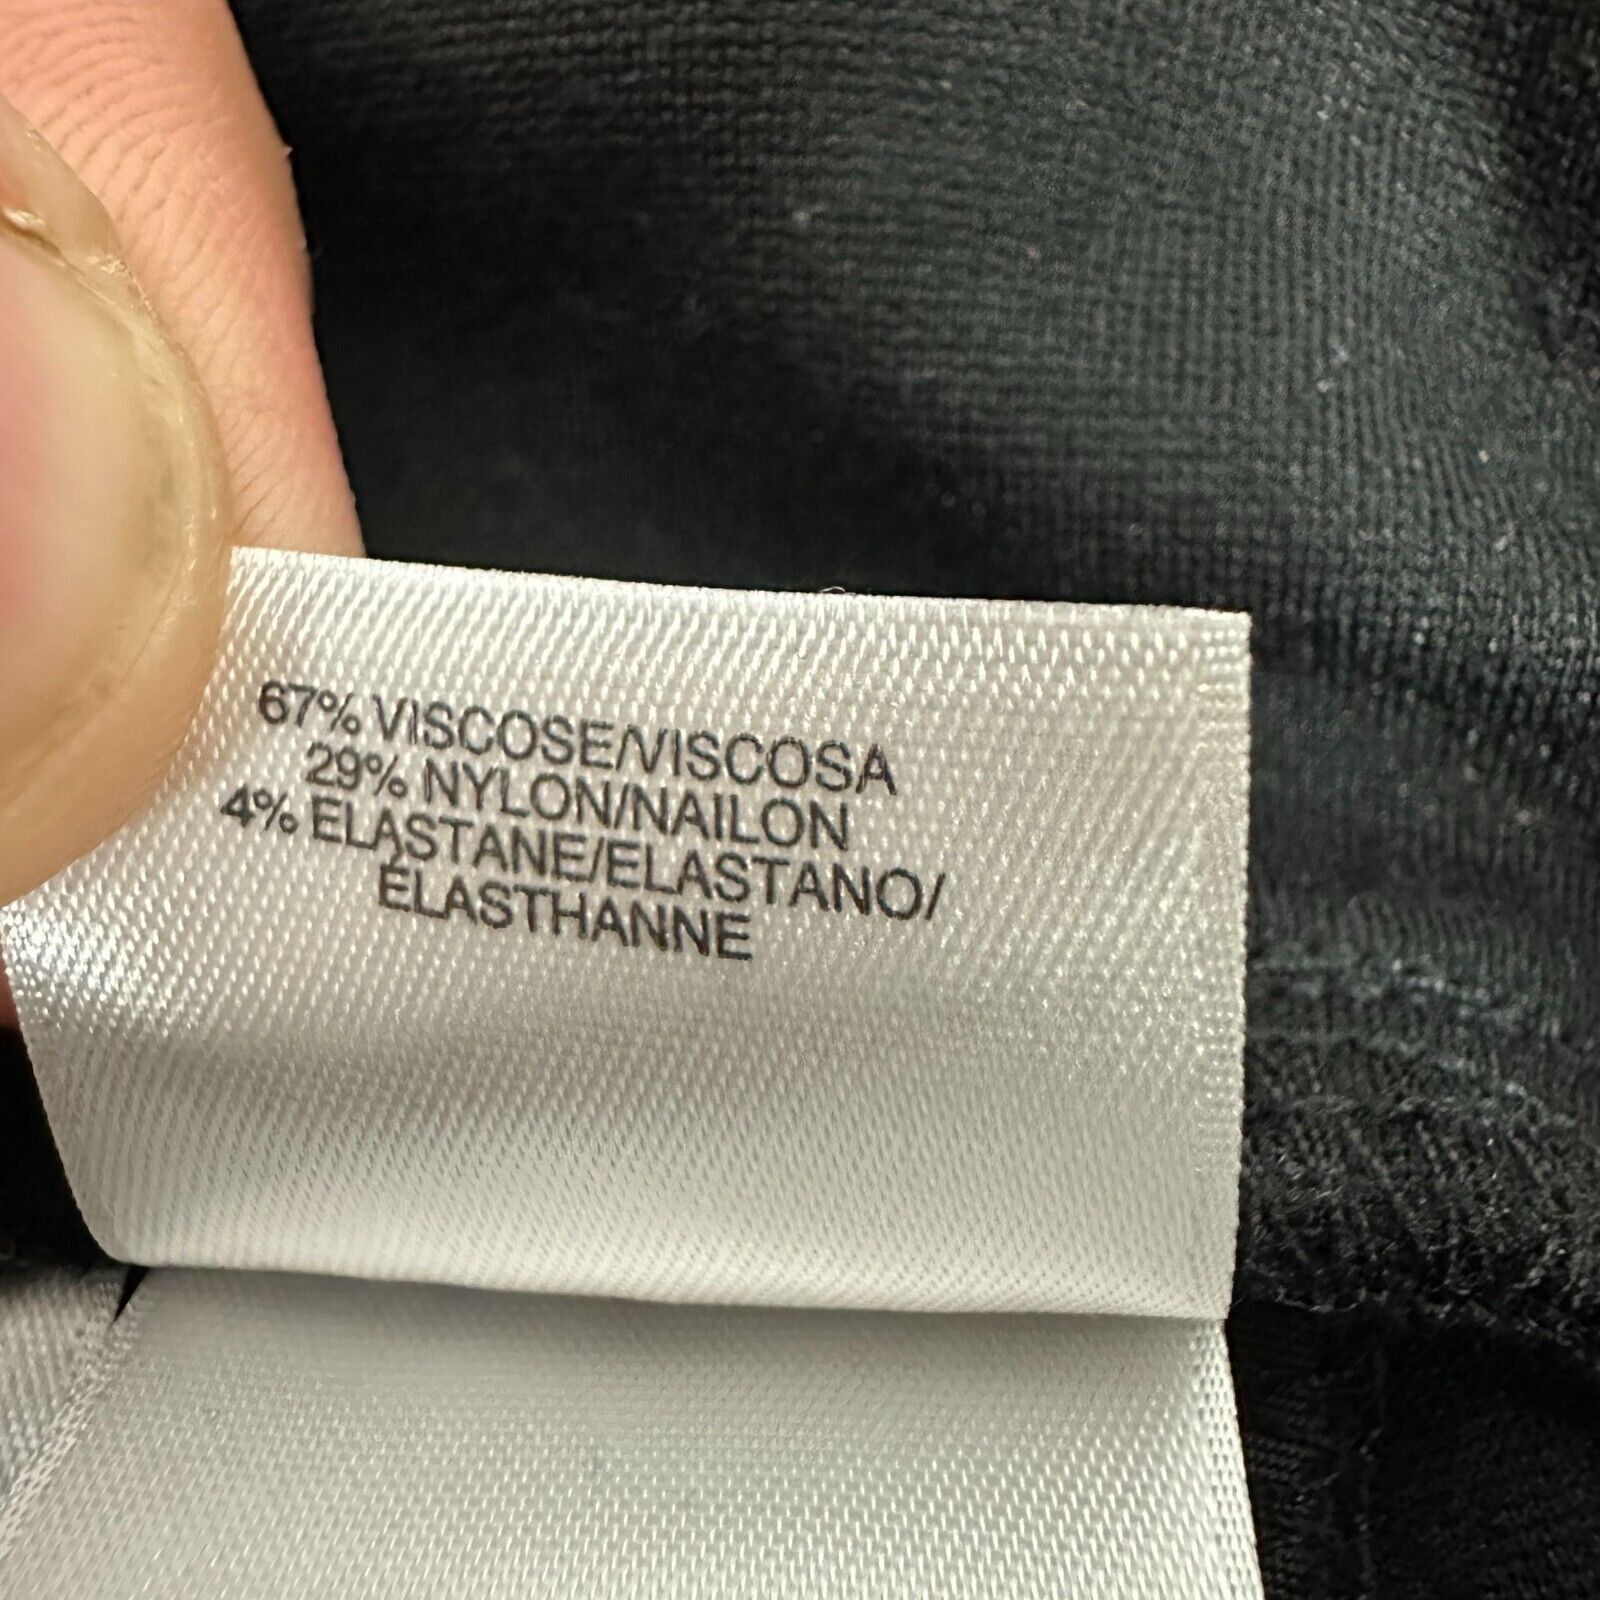 67% VISCOSE/VISCOSA
29% NYLON/NAILON
4% ELASTANE/ELASTANO/
ÉLASTHANNE